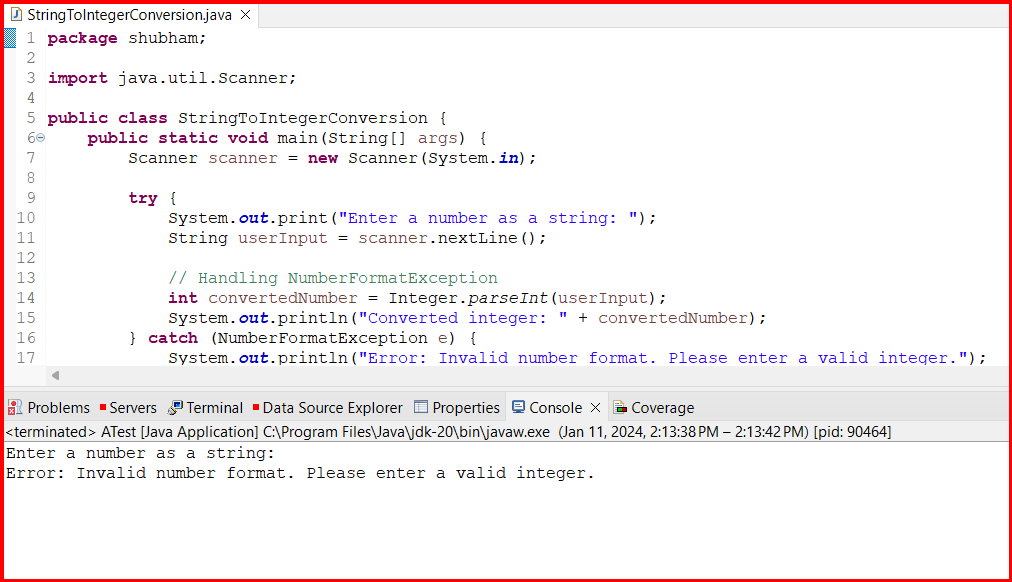 StringToIntegerConversion.java
1 package shubham;
2
3 import java.util.Scanner;
4
5 public class StringToIntegerConversion {
6 public static void main(String[] args) {
7 Scanner scanner = new Scanner(System.in);
8
9 try {
10 System.out.print("Enter a number as a string: ");
11 String userInput = scanner.nextLine();
12
13 // Handling NumberFormatException
14 int convertedNumber = Integer.parseInt(userInput);
15 System.out.println("Converted integer: " + convertedNumber);
16 } catch (NumberFormatException e) {
17 System.out.println("Error: Invalid number format. Please enter a valid integer.");
Problems Servers Terminal Data Source Explorer Properties Console Coverage
<terminated> ATest [Java Application] C:\Program Files\Java\jdk-20\bin\javaw.exe (Jan 11, 2024, 2:13:38 PM – 2:13:42 PM) [pid: 90464]
Enter a number as a string:
Error: Invalid number format. Please enter a valid integer.